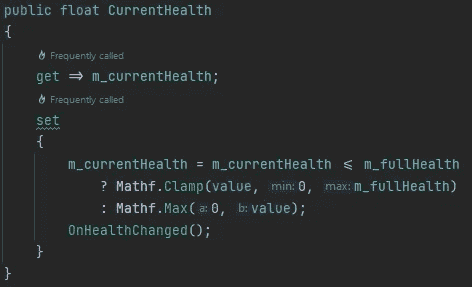 public float CurrentHealth
{
Frequently called
get => m_currentHealth;
Frequently called
set
{
m_currentHealth = m_currentHealth <= m_fullHealth
? Mathf.Clamp(value, min: 0, max: m_fullHealth)
: Mathf.Max( a: 0, b: value);
OnHealthChanged();
}
}